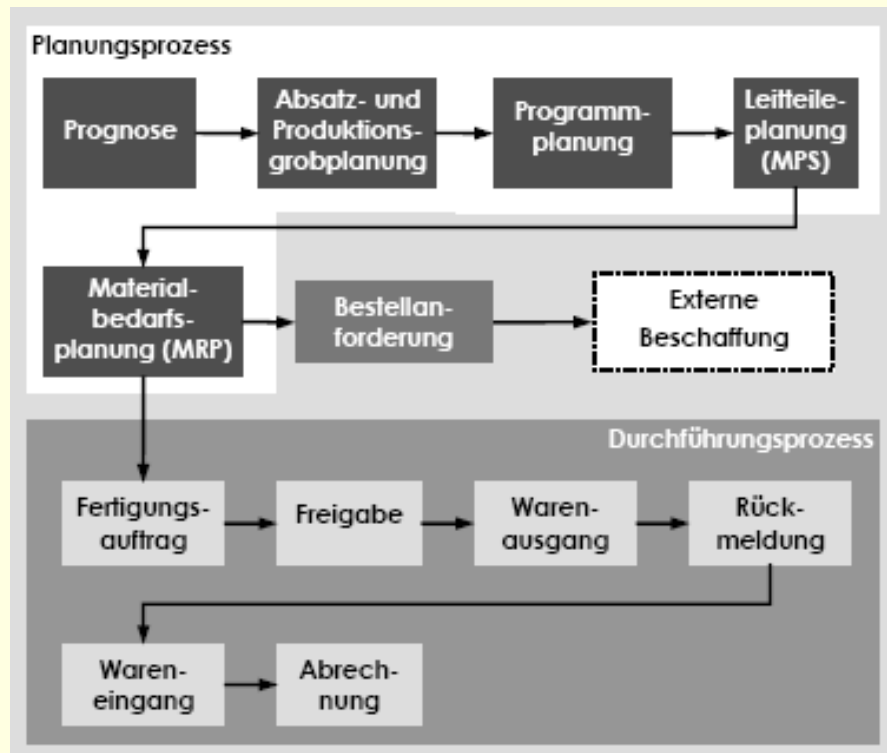 Planungsprozess
Prognose
Absatz- und
Produktions-
grobplanung
Programm-
planung
Leitteile-
planung
(MPS)
Material-
bedarfs-
planung (MRP)
Bestellan-
forderung
Externe
Beschaffung
Durchführungsprozess
Fertigungs-
auftrag
Freigabe
Waren-
ausgang
Rück-
meldung
Waren-
eingang
Abrech-
nung